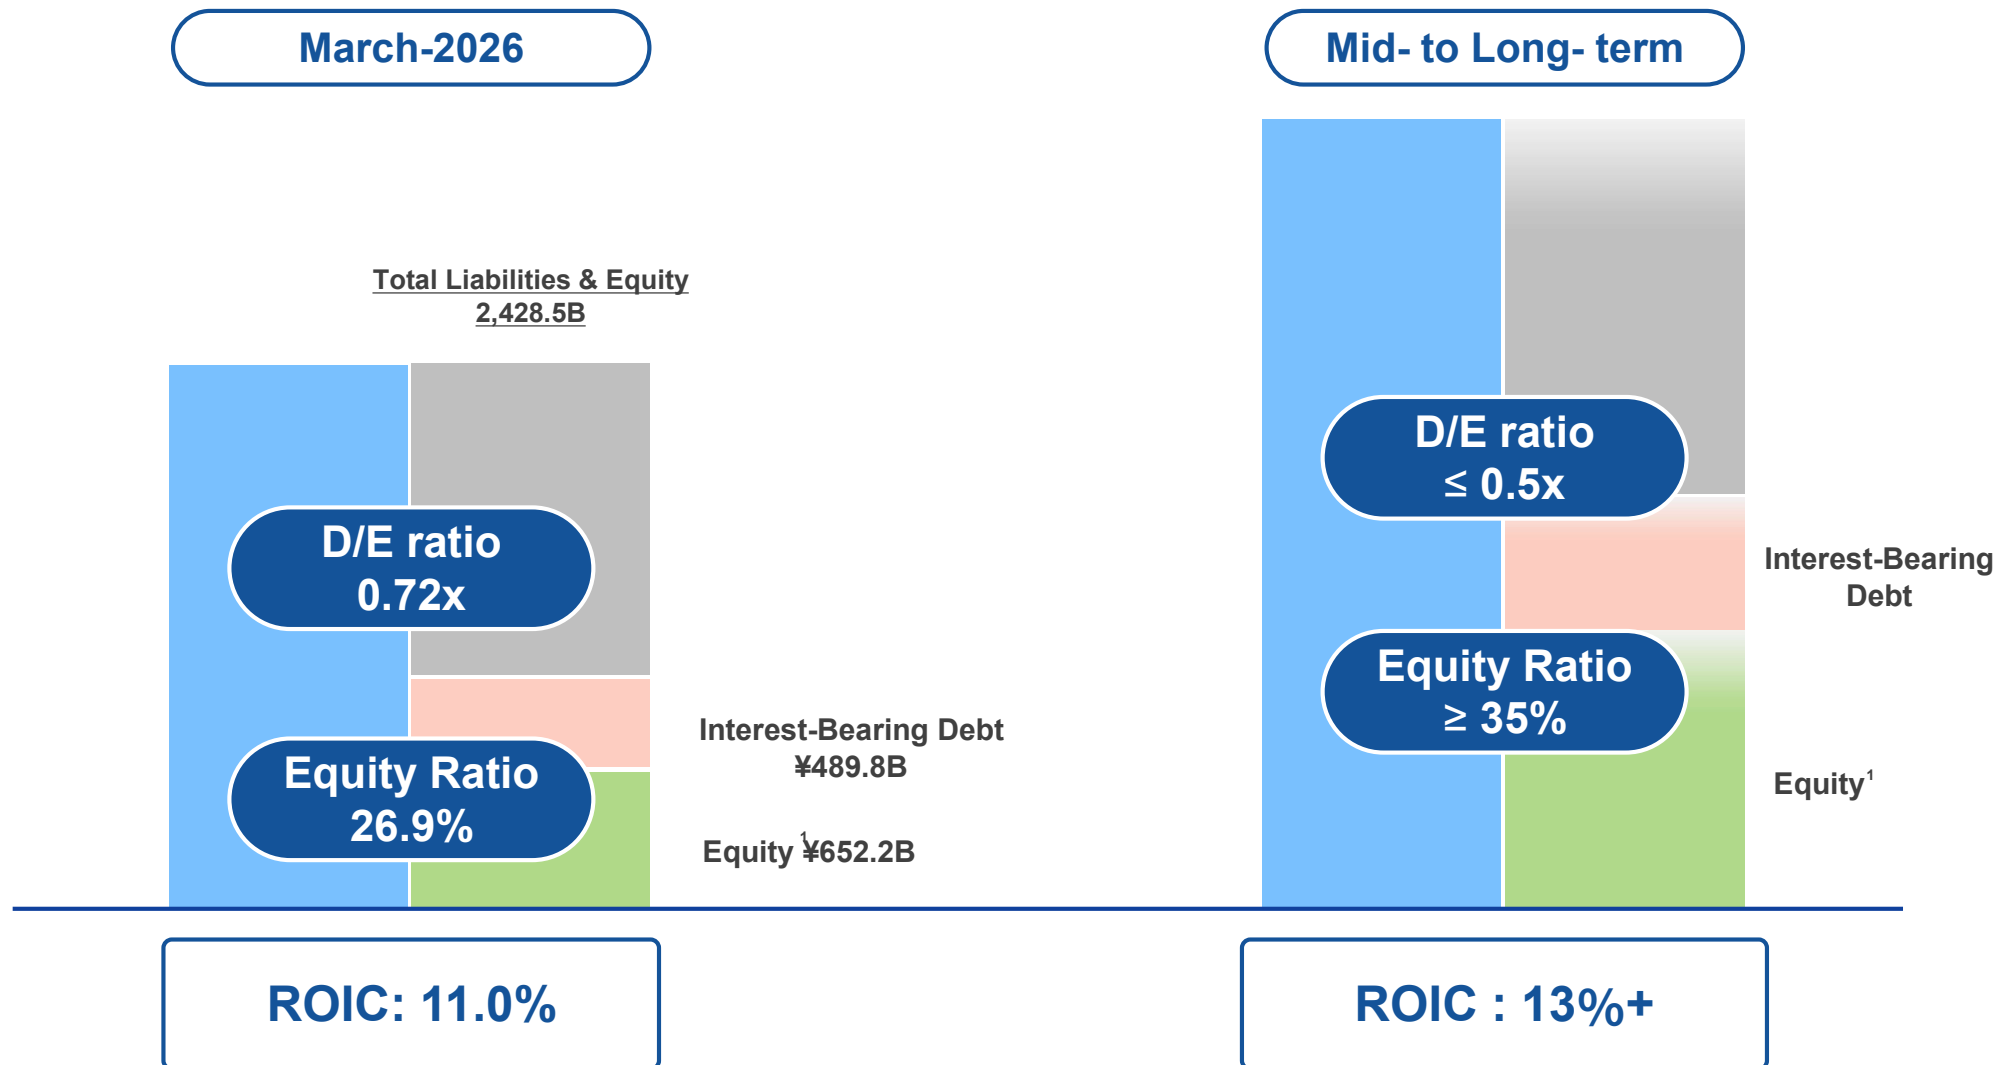 March-2026
Total Liabilities & Equity
2,428.5B
D/E ratio
0.72x
Equity Ratio
26.9%
Interest-Bearing Debt
¥489.8B
Equity ¹¥652.2B
ROIC: 11.0%
Mid- to Long- term
D/E ratio
≤ 0.5x
Equity Ratio
≥ 35%
Interest-Bearing
Debt
Equity¹
ROIC : 13%+